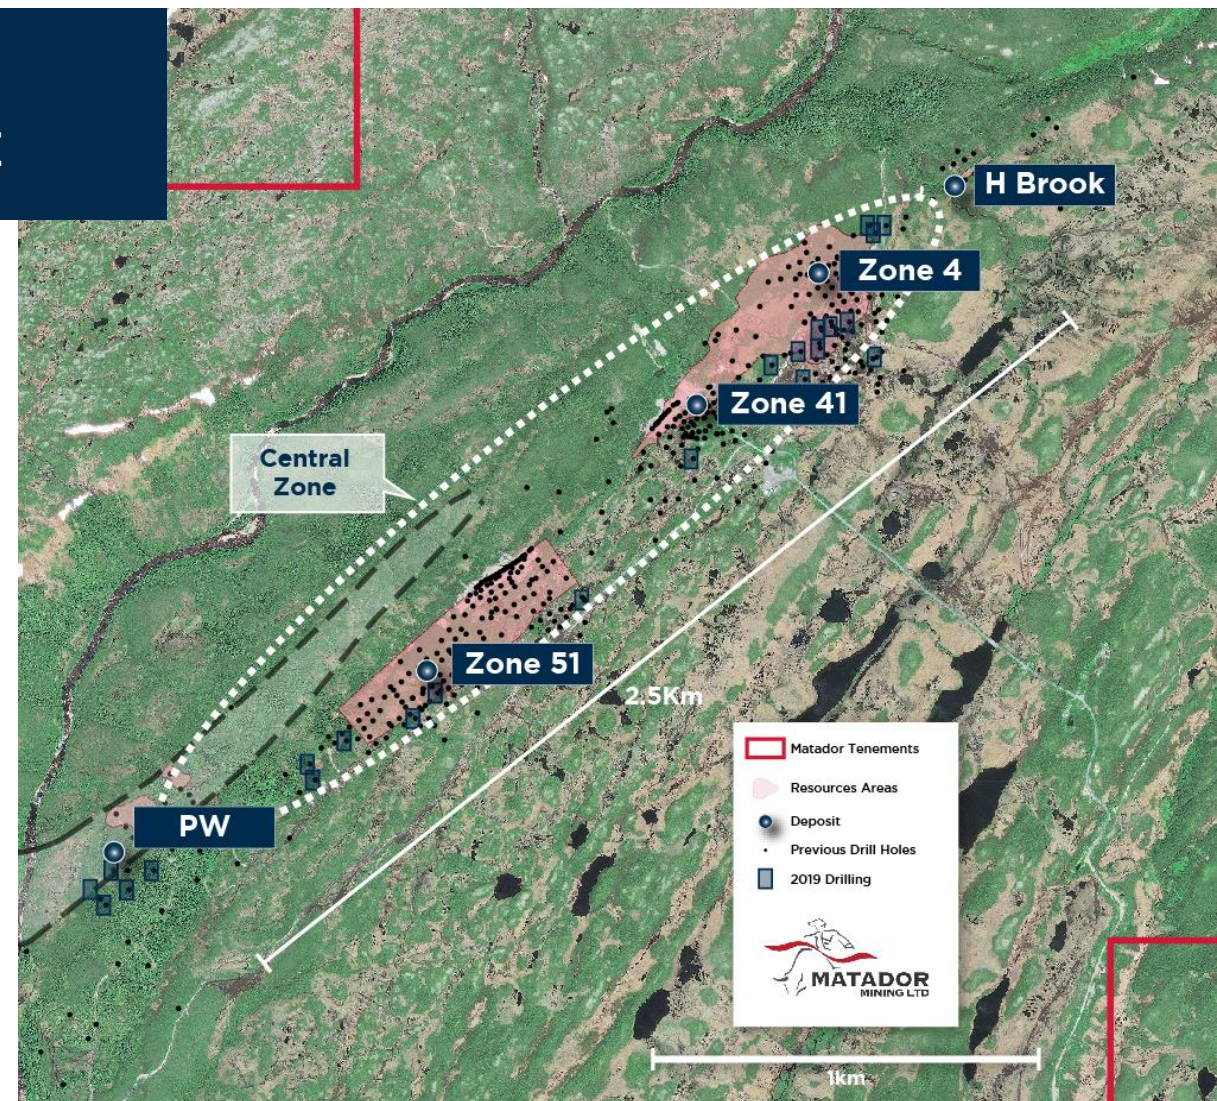 H Brook
Zone 4
Zone 41
Central
Zone
Zone 51
2.5Km
PW
Matador Tenements
Resources Areas
Deposit
Previous Drill Holes
2019 Drilling
MATADOR
MINING LTD
1km